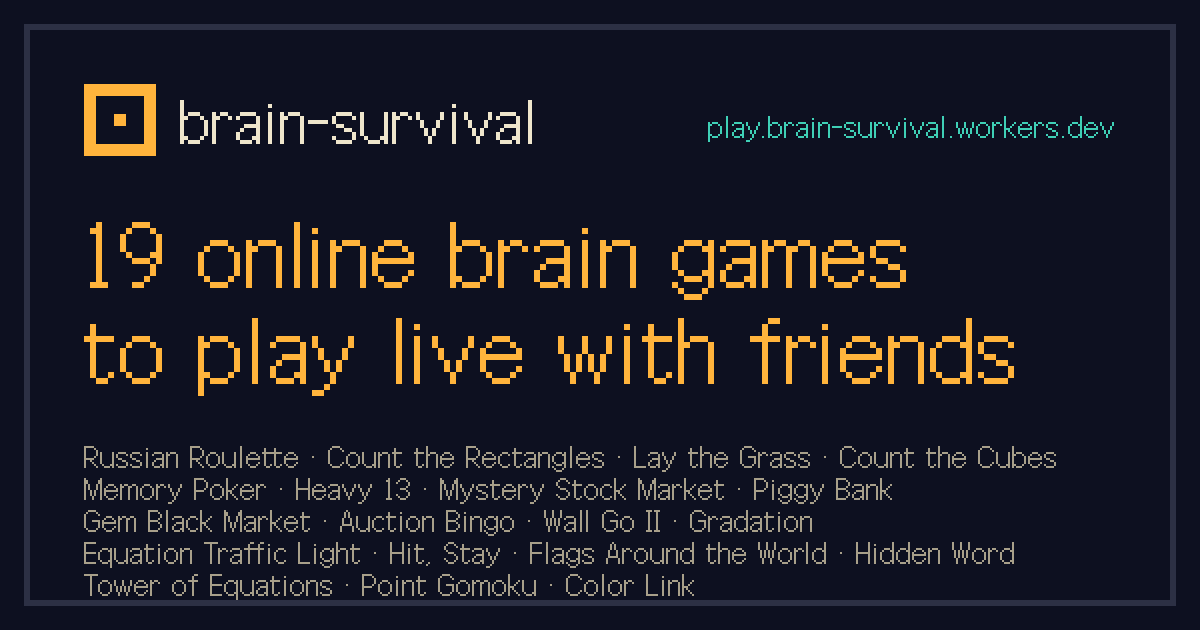 brain-survival
play.brain-survival.workers.dev
19 online brain games
to play live with friends
Russian Roulette · Count the Rectangles · Lay the Grass · Count the Cubes
Memory Poker · Heavy 13 · Mystery Stock Market · Piggy Bank
Gem Black Market · Auction Bingo · Wall Go II · Gradation
Equation Traffic Light · Hit, Stay · Flags Around the World · Hidden Word
Tower of Equations · Point Gomoku · Color Link